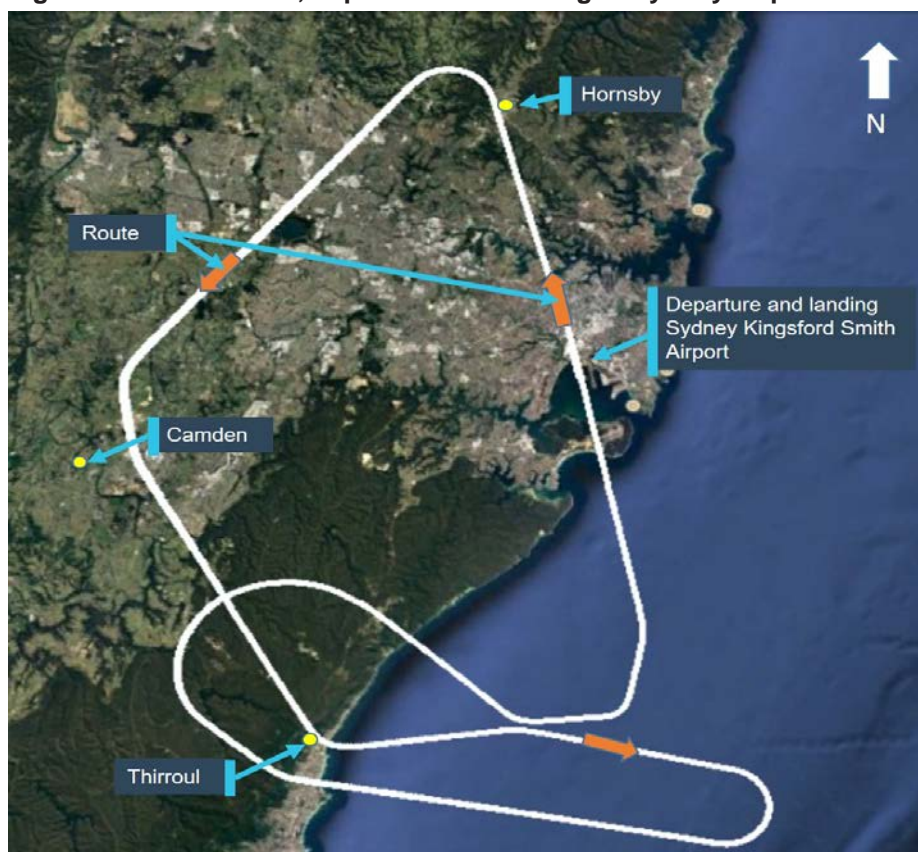 Hornsby
N
Route
Departure and landing
Sydney Kingsford Smith
Airport
Camden
Thirroul